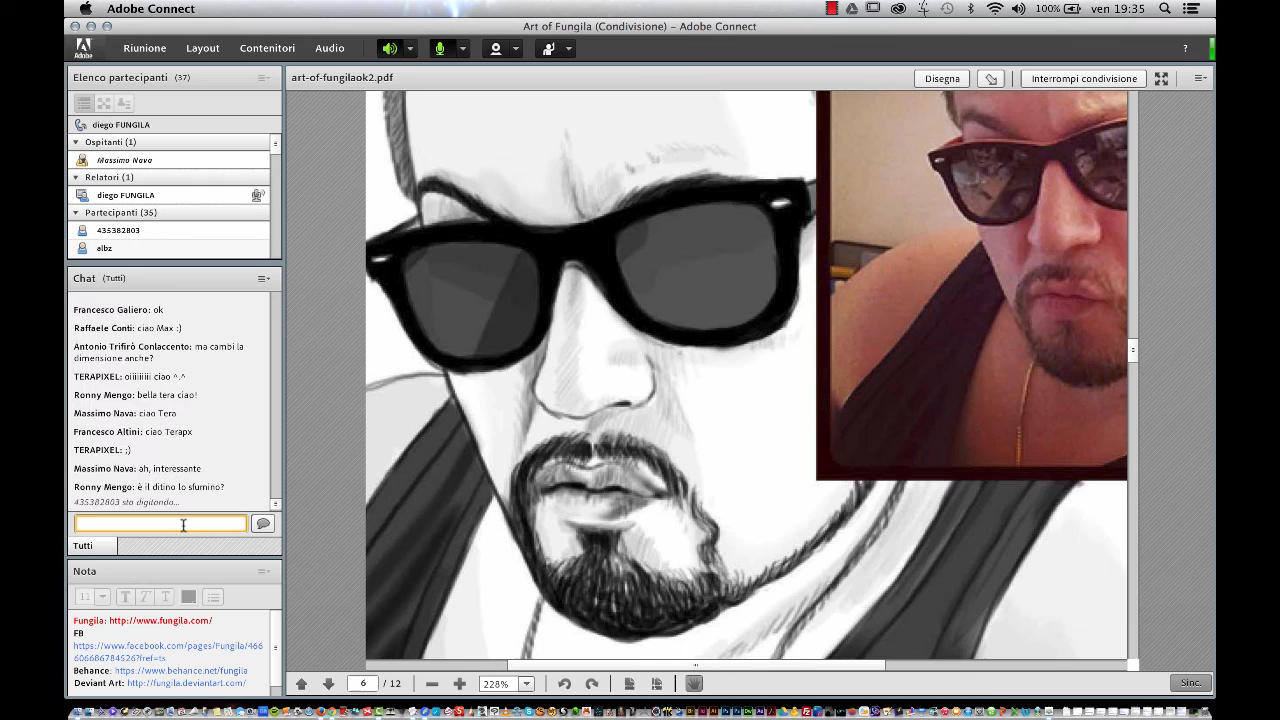 Adobe Connect
100%
ven 19:35
Art of Fungila (Condivisione) – Adobe Connect
Adobe
Riunione
Layout
Contenitori
Audio
?
Elenco partecipanti (37)
diego FUNGILA
Ospitanti (1)
Massimo Nava
Relatori (1)
diego FUNGILA
Partecipanti (35)
435382803
albz
Chat (Tutti)
Francesco Galiero: ok
Raffaele Conti: ciao Max :)
Antonio Trifirò Conlaccento: ma cambi la
dimensione anche?
TERAPIXEL: oiiiiiiii ciao ^.^
Ronny Mengo: bella tera ciao!
Massimo Nava: ciao Tera
Francesco Altini: ciao Terapx
TERAPIXEL: ;)
Massimo Nava: ah, interessante
Ronny Mengo: è il ditino lo sfumino?
435382803 sta digitando...
Tutti
Nota
11
T
T
T
Fungila: http://www.fungila.com/
FB
https://www.facebook.com/pages/Fungila/466
606686784526?fref=ts
Behance: https://www.behance.net/fungila
Deviant Art: http://fungila.deviantart.com/
art-of-fungilaok2.pdf
Disegna
Interrompi condivisione
6 / 12
228%
Sinc.